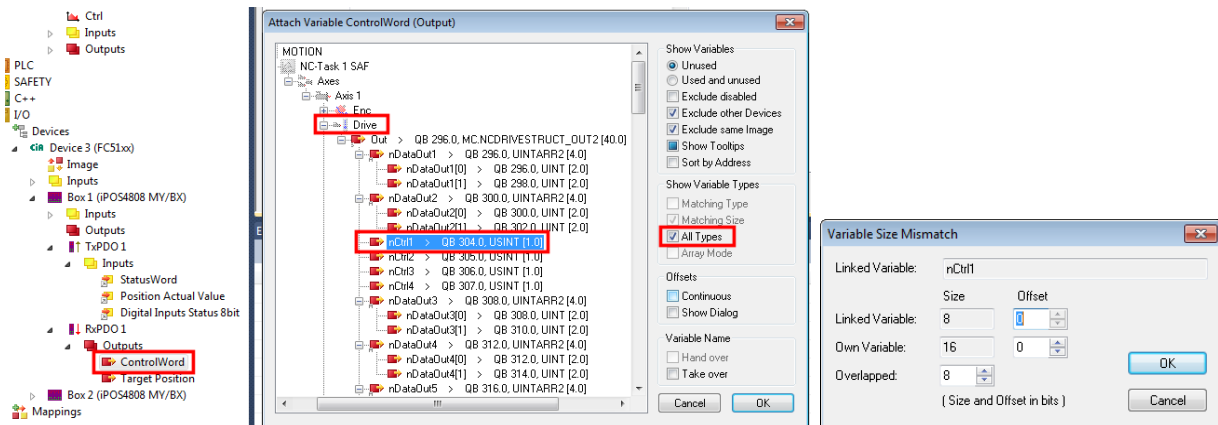 Ctrl
Inputs
Outputs
PLC
SAFETY
C++
I/O
Devices
CiA Device 3 (FC51xx)
Image
Inputs
Box 1 (iPOS4808 MY/BX)
Inputs
Outputs
TxPDO 1
Inputs
StatusWord
Position Actual Value
Digital Inputs Status 8bit
RxPDO 1
Outputs
ControlWord
Target Position
Box 2 (iPOS4808 MY/BX)
Mappings
Attach Variable ControlWord (Output)
MOTION
NC-Task 1 SAF
Axes
Axis 1
Enc
Drive
Out > QB 296.0, MC.NCDRIVESTRUCT_OUT2 [40.0]
nDataOut1 > QB 296.0, UINTARR2 [4.0]
nDataOut1[0] > QB 296.0, UINT [2.0]
nDataOut1[1] > QB 298.0, UINT [2.0]
nDataOut2 > QB 300.0, UINTARR2 [4.0]
nDataOut2[0] > QB 300.0, UINT [2.0]
nDataOut2[1] > QB 302.0, UINT [2.0]
nCtrl1 > QB 304.0, USINT [1.0]
nCtrl2 > QB 305.0, USINT [1.0]
nCtrl3 > QB 306.0, USINT [1.0]
nCtrl4 > QB 307.0, USINT [1.0]
nDataOut3 > QB 308.0, UINTARR2 [4.0]
nDataOut3[0] > QB 308.0, UINT [2.0]
nDataOut3[1] > QB 310.0, UINT [2.0]
nDataOut4 > QB 312.0, UINTARR2 [4.0]
nDataOut4[0] > QB 312.0, UINT [2.0]
nDataOut4[1] > QB 314.0, UINT [2.0]
nDataOut5 > QB 316.0, UINTARR2 [4.0]
Show Variables
Unused
Used and unused
Exclude disabled
Exclude other Devices
Exclude same Image
Show Tooltips
Sort by Address
Show Variable Types
Matching Type
Matching Size
All Types
Array Mode
Offsets
Continuous
Show Dialog
Variable Name
Hand over
Take over
Cancel OK
Variable Size Mismatch
Linked Variable: nCtrl1
Size Offset
Linked Variable: 8 0
Own Variable: 16 0
Overlapped: 8
OK
( Size and Offset in bits )
Cancel